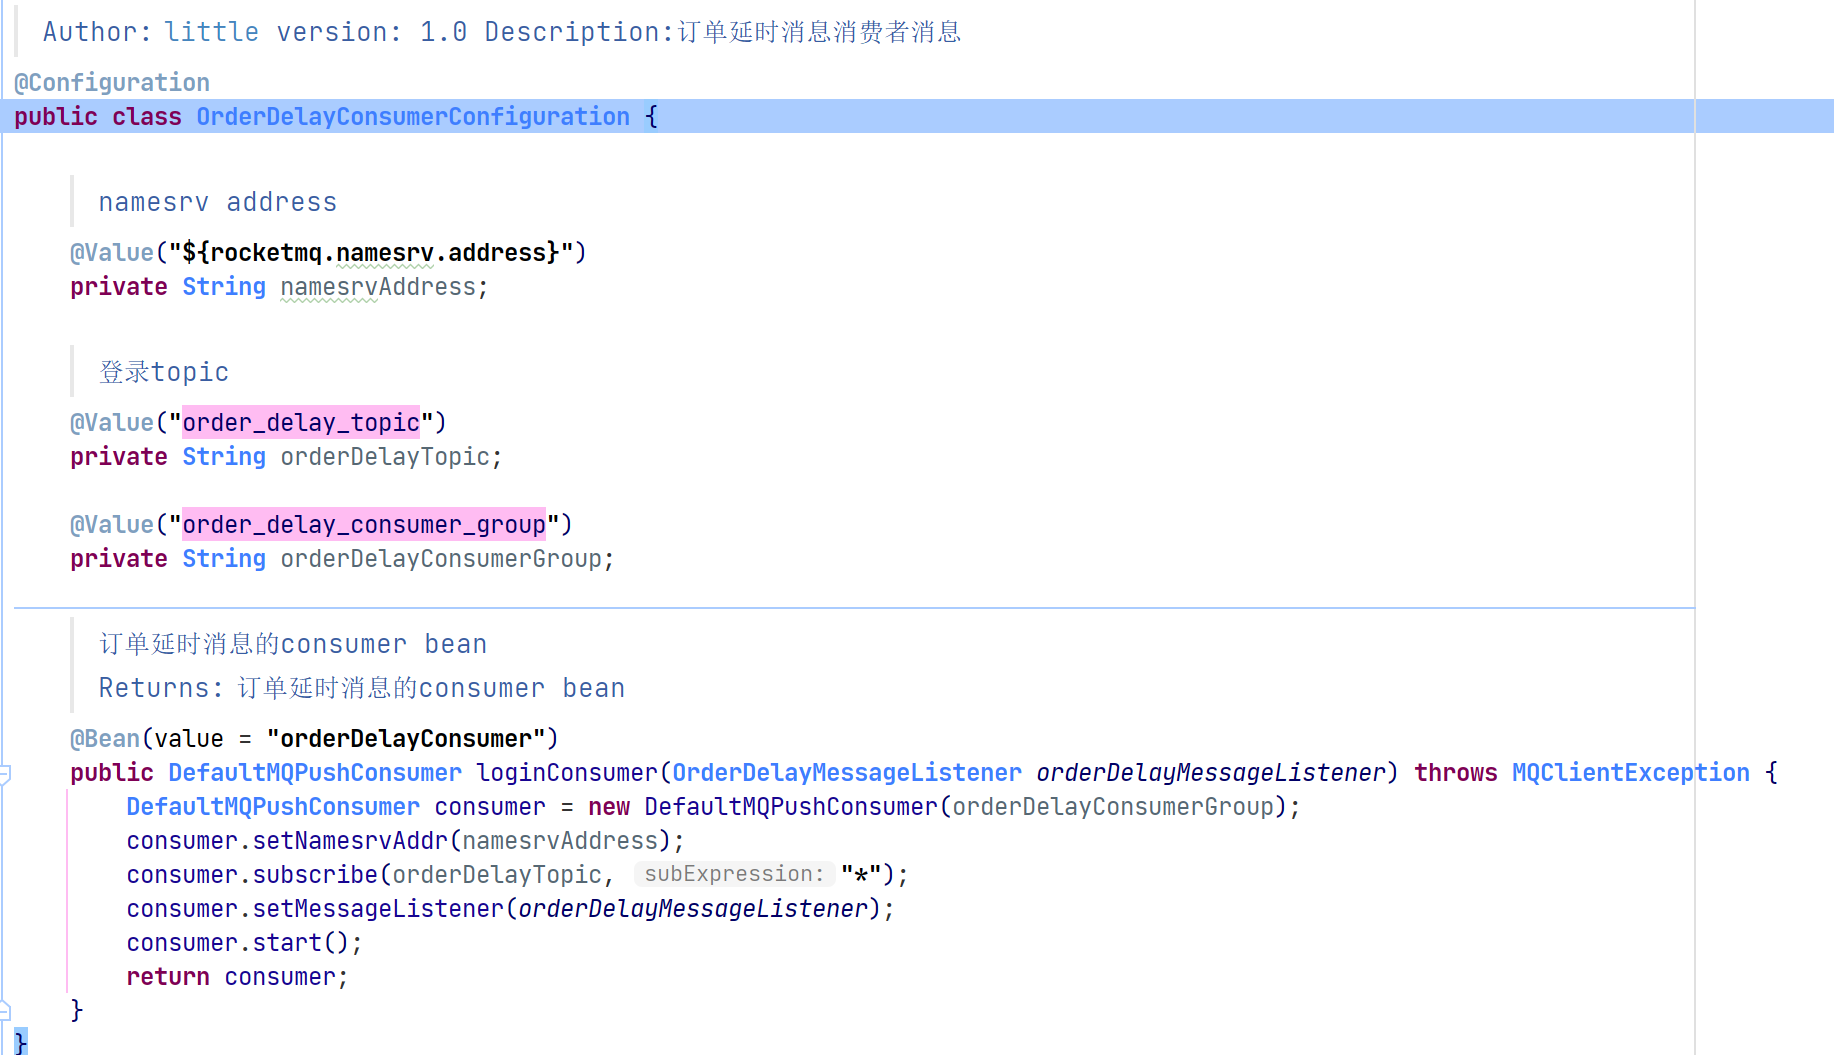 Author: little version: 1.0 Description:订单延时消息消费者消息
@Configuration
public class OrderDelayConsumerConfiguration {
namesrv address
@Value("${rocketmq.namesrv.address}")
private String namesrvAddress;
登录topic
@Value("order_delay_topic")
private String orderDelayTopic;
@Value("order_delay_consumer_group")
private String orderDelayConsumerGroup;
订单延时消息的consumer bean
Returns: 订单延时消息的consumer bean
@Bean(value = "orderDelayConsumer")
public DefaultMQPushConsumer loginConsumer(OrderDelayMessageListener orderDelayMessageListener) throws MQClientException {
DefaultMQPushConsumer consumer = new DefaultMQPushConsumer(orderDelayConsumerGroup);
consumer.setNamesrvAddr(namesrvAddress);
consumer.subscribe(orderDelayTopic, subExpression: "*");
consumer.setMessageListener(orderDelayMessageListener);
consumer.start();
return consumer;
}
}